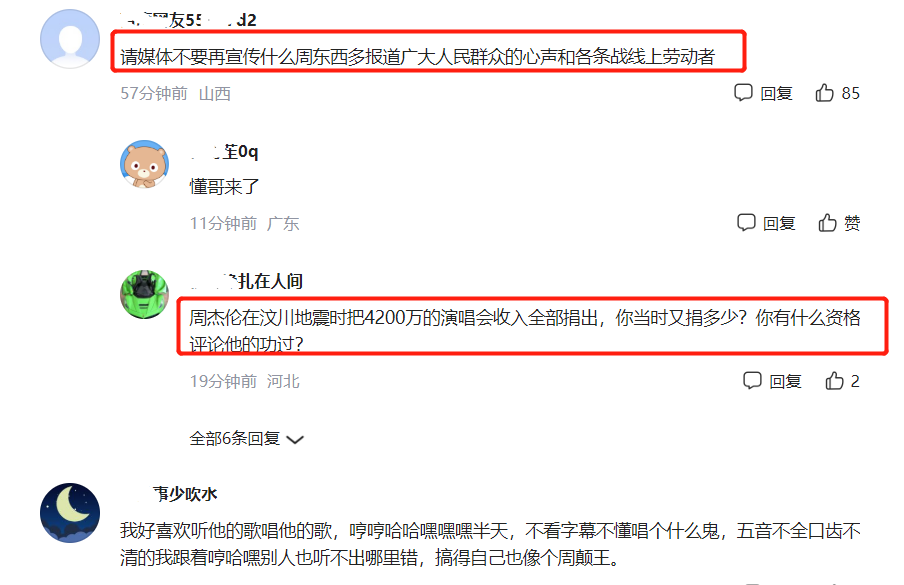 友55 d2
请媒体不要再宣传什么周东西多报道广大人民群众的心声和各条战线上劳动者
57分钟前 山西
回复 85
笙0q
懂哥来了
11分钟前 广东
回复 赞
扎在人间
周杰伦在汶川地震时把4200万的演唱会收入全部捐出，你当时又捐多少？你有什么资格
评论他的功过？
19分钟前 河北
回复 2
全部6条回复
少吹水
我好喜欢听他的歌唱他的歌，哼哼哈哈嘿嘿嘿半天，不看字幕不懂唱个什么鬼，五音不全口齿不
清的我跟着哼哈嘿别人也听不出哪里错，搞得自己也像个周颠王。